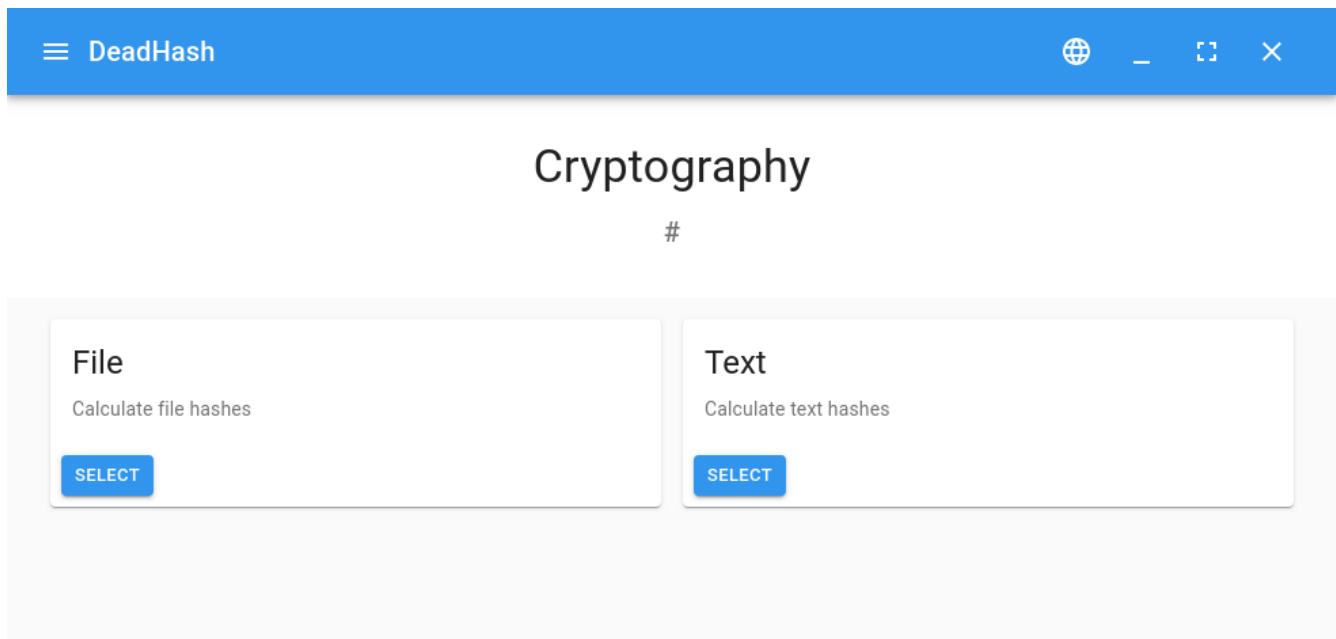 DeadHash
Cryptography
#
File
Calculate file hashes
SELECT
Text
Calculate text hashes
SELECT